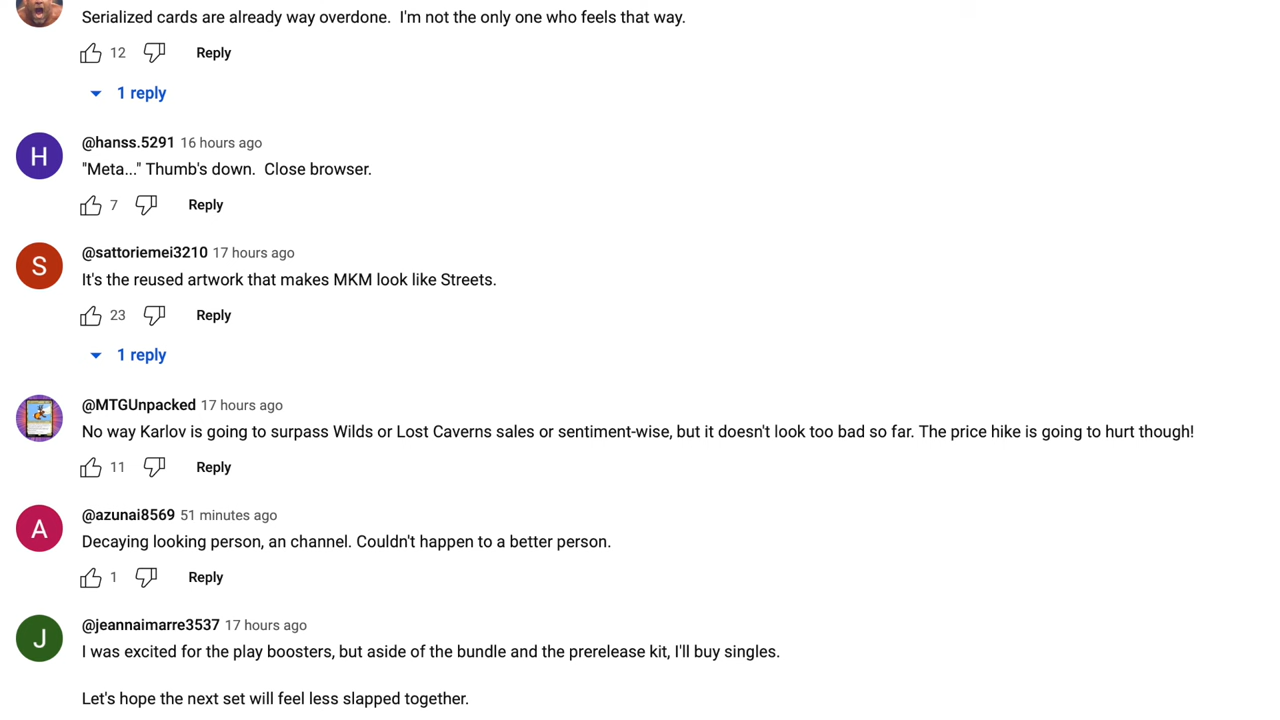 Serialized cards are already way overdone.  I'm not the only one who feels that way.
12 Reply
1 reply
H
@hanss.5291 16 hours ago
"Meta..." Thumb's down.  Close browser.
7 Reply
S
@sattoriemei3210 17 hours ago
It's the reused artwork that makes MKM look like Streets.
23 Reply
1 reply
@MTGUnpacked 17 hours ago
No way Karlov is going to surpass Wilds or Lost Caverns sales or sentiment-wise, but it doesn't look too bad so far. The price hike is going to hurt though!
11 Reply
A
@azunai8569 51 minutes ago
Decaying looking person, an channel. Couldn't happen to a better person.
1 Reply
J
@jeannaimarre3537 17 hours ago
I was excited for the play boosters, but aside of the bundle and the prerelease kit, I'll buy singles.
Let's hope the next set will feel less slapped together.